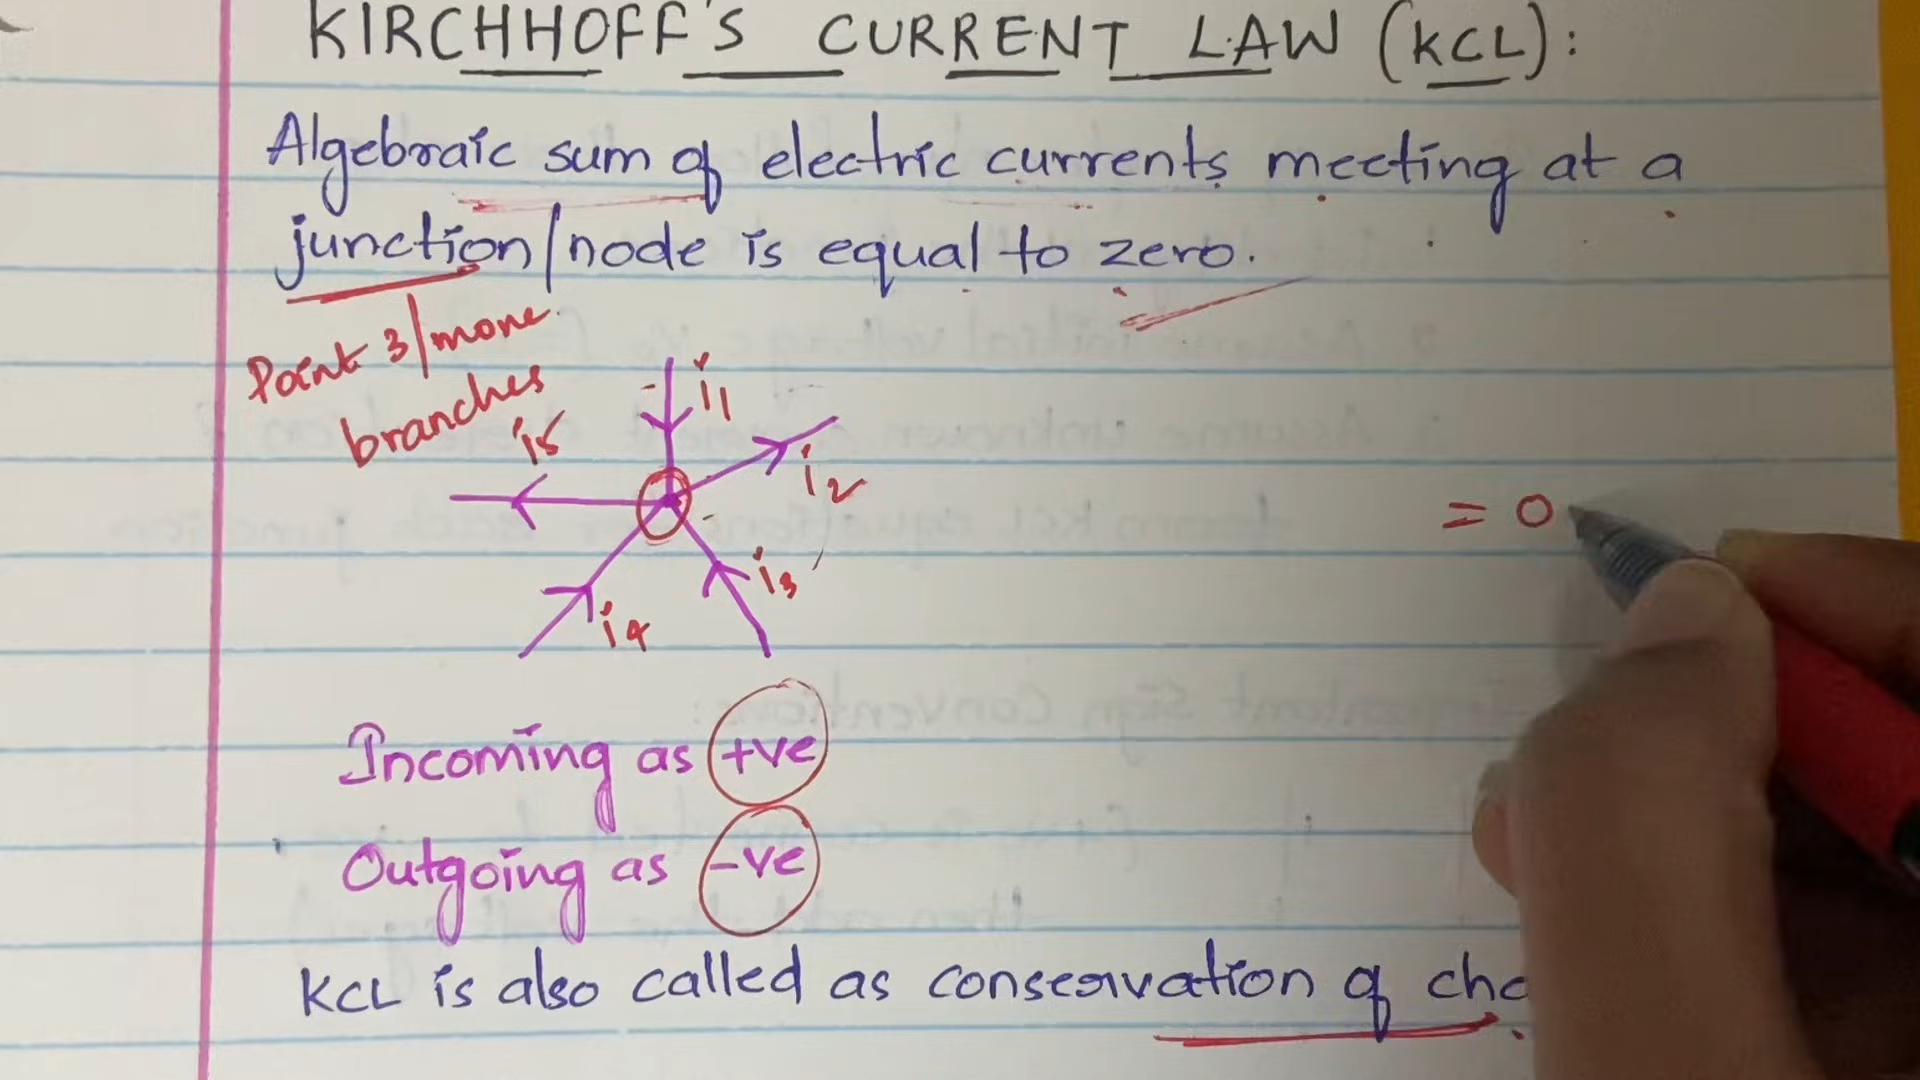 KIRCHHOFF'S CURRENT LAW (KCL):
Algebraic sum of electric currents meeting at a
junction/node is equal to zero.
Point 3/more
branches
i1
i5
i2
= 0
i3
i4
Incoming as +ve
Outgoing as -ve
KCL is also called as conservation of